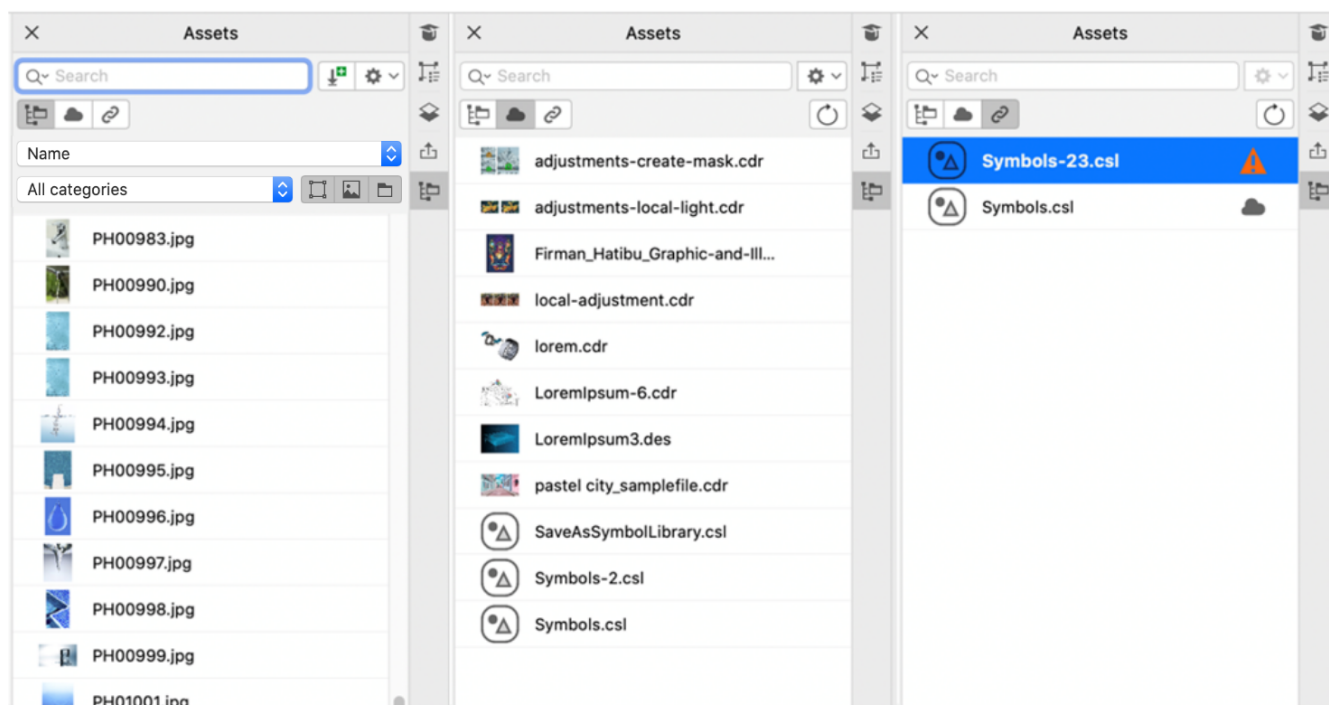 Assets
Search
Name
All categories
PH00983.jpg
PH00990.jpg
PH00992.jpg
PH00993.jpg
PH00994.jpg
PH00995.jpg
PH00996.jpg
PH00997.jpg
PH00998.jpg
PH00999.jpg
PH01001.jpg
Assets
Search
adjustments-create-mask.cdr
adjustments-local-light.cdr
Firman_Hatibu_Graphic-and-Ill...
local-adjustment.cdr
lorem.cdr
LoremIpsum-6.cdr
LoremIpsum3.des
pastel city_samplefile.cdr
SaveAsSymbolLibrary.csl
Symbols-2.csl
Symbols.csl
Assets
Search
Symbols-23.csl
Symbols.csl